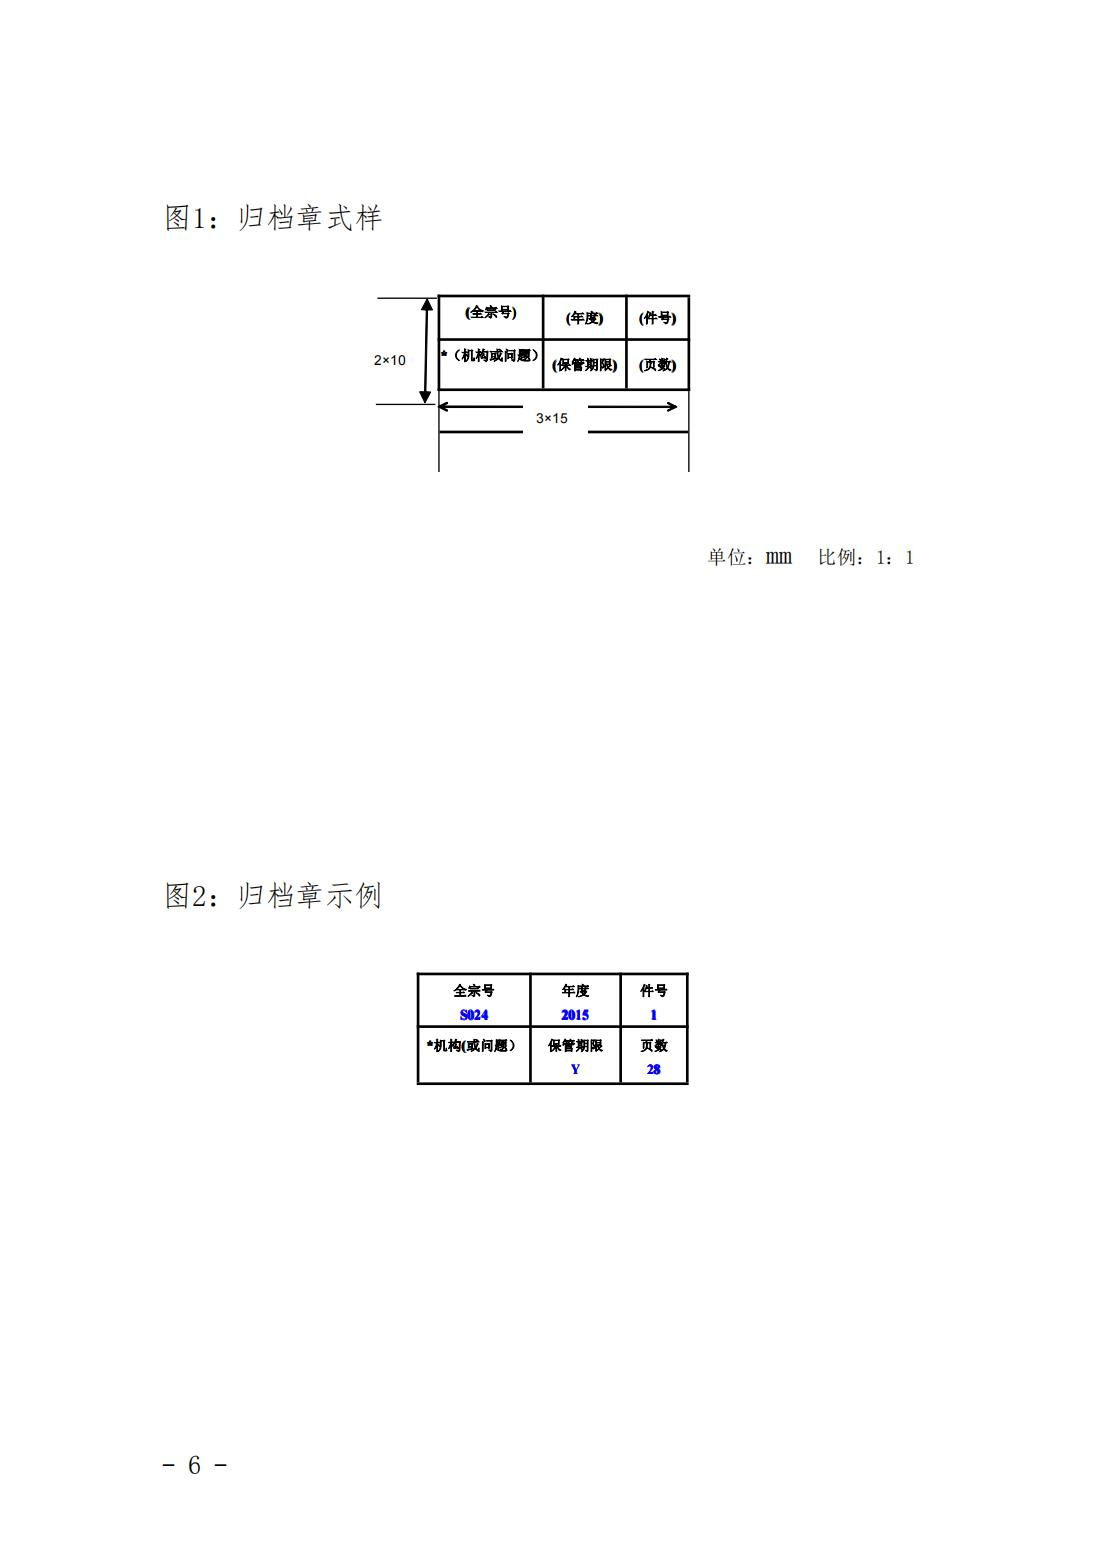 图1：归档章式样
(全宗号) (年度) (件号)
2×10
*（机构或问题） (保管期限) (页数)
3×15
单位：mm 比例：1：1
图2：归档章示例
全宗号 年度 件号
S024 2015 1
*机构(或问题） 保管期限 页数
Y 28
- 6 -